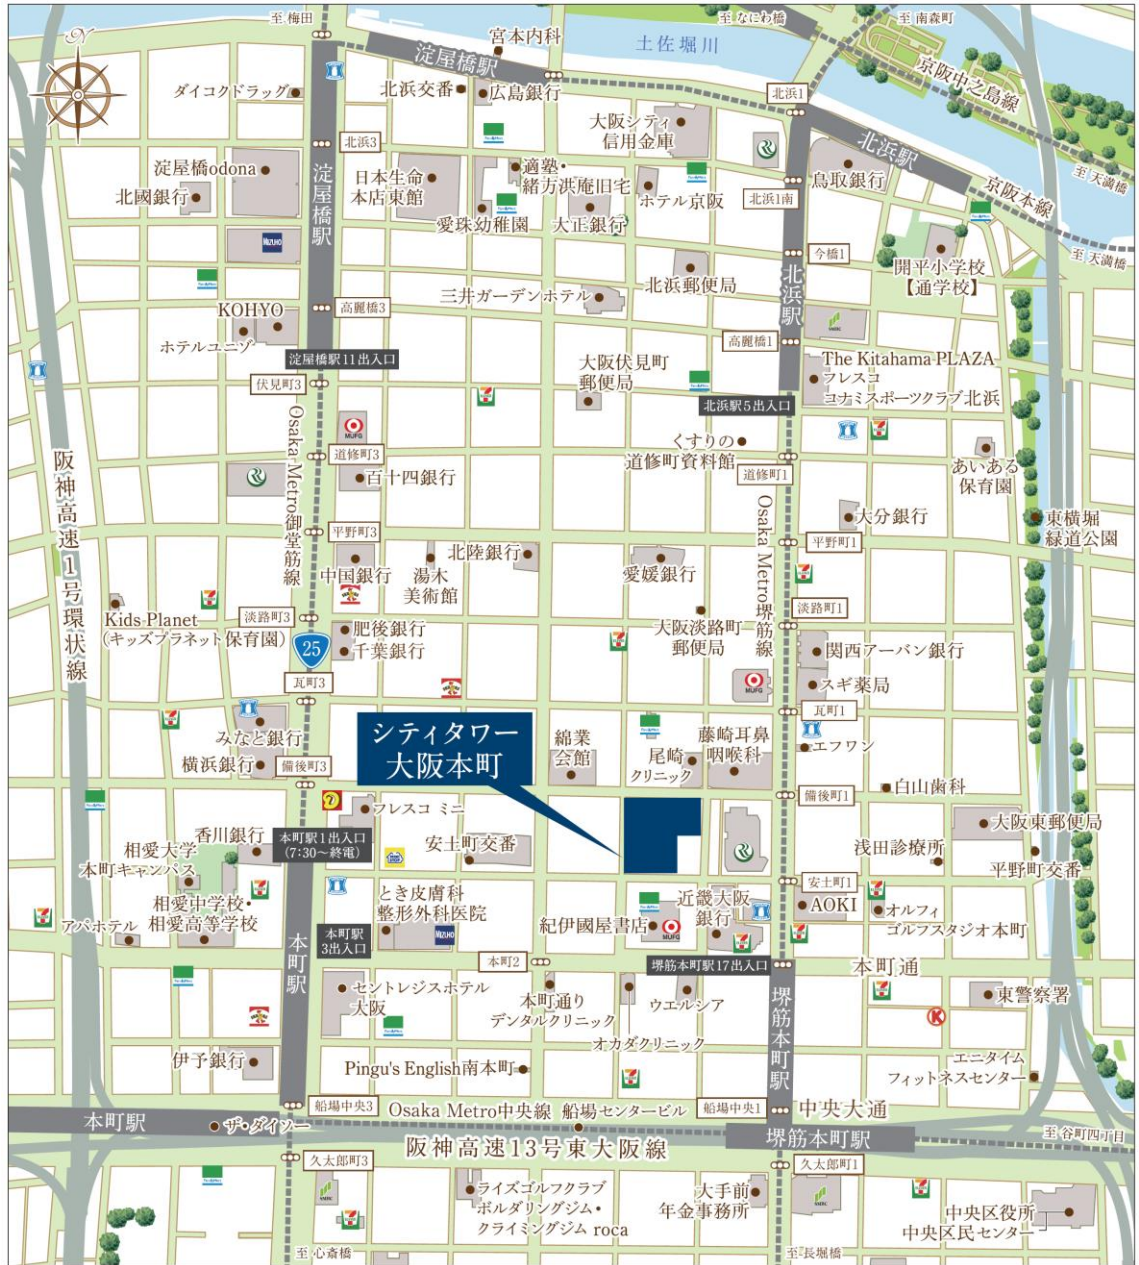 至 梅田
至 なにわ橋
至 南森町
N
淀屋橋駅
宮本内科
土佐堀川
京阪中之島線
ダイコクドラッグ
北浜交番
広島銀行
北浜1
大阪シティ
信用金庫
北浜駅
北浜3
淀屋橋odona
北國銀行
淀屋橋駅
日本生命
本店東館
適塾・
緒方洪庵旧宅
愛珠幼稚園
大正銀行
ホテル京阪
北浜1南
鳥取銀行
京阪本線
至 天満橋
至 天満橋
MIZUHO
今橋1
開平小学校
【通学校】
北浜郵便局
三井ガーデンホテル
北浜駅
KOHYO
ホテルユニゾ
高麗橋3
高麗橋1
SMBC
淀屋橋駅11出入口
伏見町3
大阪伏見町
郵便局
The Kitahama PLAZA
フレスコ
コナミスポーツクラブ北浜
北浜駅5出入口
Osaka Metro御堂筋線
MUFG
道修町3
百十四銀行
くすりの
道修町資料館
道修町1
あいある
保育園
阪神高速1号環状線
Osaka Metro堺筋線
大分銀行
東横堀
緑道公園
平野町3
平野町1
中国銀行
湯木
美術館
北陸銀行
愛媛銀行
Kids Planet
(キッズプラネット保育園)
淡路町3
肥後銀行
千葉銀行
25
大阪淡路町
郵便局
淡路町1
関西アーバン銀行
スギ薬局
MUFG
瓦町3
瓦町1
みなと銀行
横浜銀行
備後町3
シティタワー
大阪本町
綿業
会館
尾崎
クリニック
藤崎耳鼻
咽喉科
エフワン
備後町1
白山歯科
フレスコ ミニ
香川銀行
本町駅1出入口
(7:30〜終電)
安土町交番
大阪東郵便局
平野町交番
浅田診療所
相愛大学
本町キャンパス
相愛中学校・
相愛高等学校
アパホテル
本町駅
3出入口
とき皮膚科
整形外科医院
MIZUHO
紀伊國屋書店
MUFG
近畿大阪
銀行
安土町1
AOKI
オルフィ
ゴルフスタジオ本町
本町駅
本町2
堺筋本町駅17出入口
本町通
セントレジスホテル
大阪
本町通り
デンタルクリニック
ウエルシア
オカダクリニック
堺筋本町駅
東警察署
K
伊予銀行
Pingu's English南本町
エニタイム
フィットネスセンター
本町駅
船場中央3
Osaka Metro中央線 船場センタービル
船場中央1
中央大通
ザ・ダイソー
阪神高速13号東大阪線
堺筋本町駅
至 谷町四丁目
久太郎町3
久太郎町1
SMBC
ライズゴルフクラブ
ボルダリングジム・
クライミングジム roca
大手前
年金事務所
SMBC
中央区役所
中央区民センター
至 心斎橋
至 長堀橋